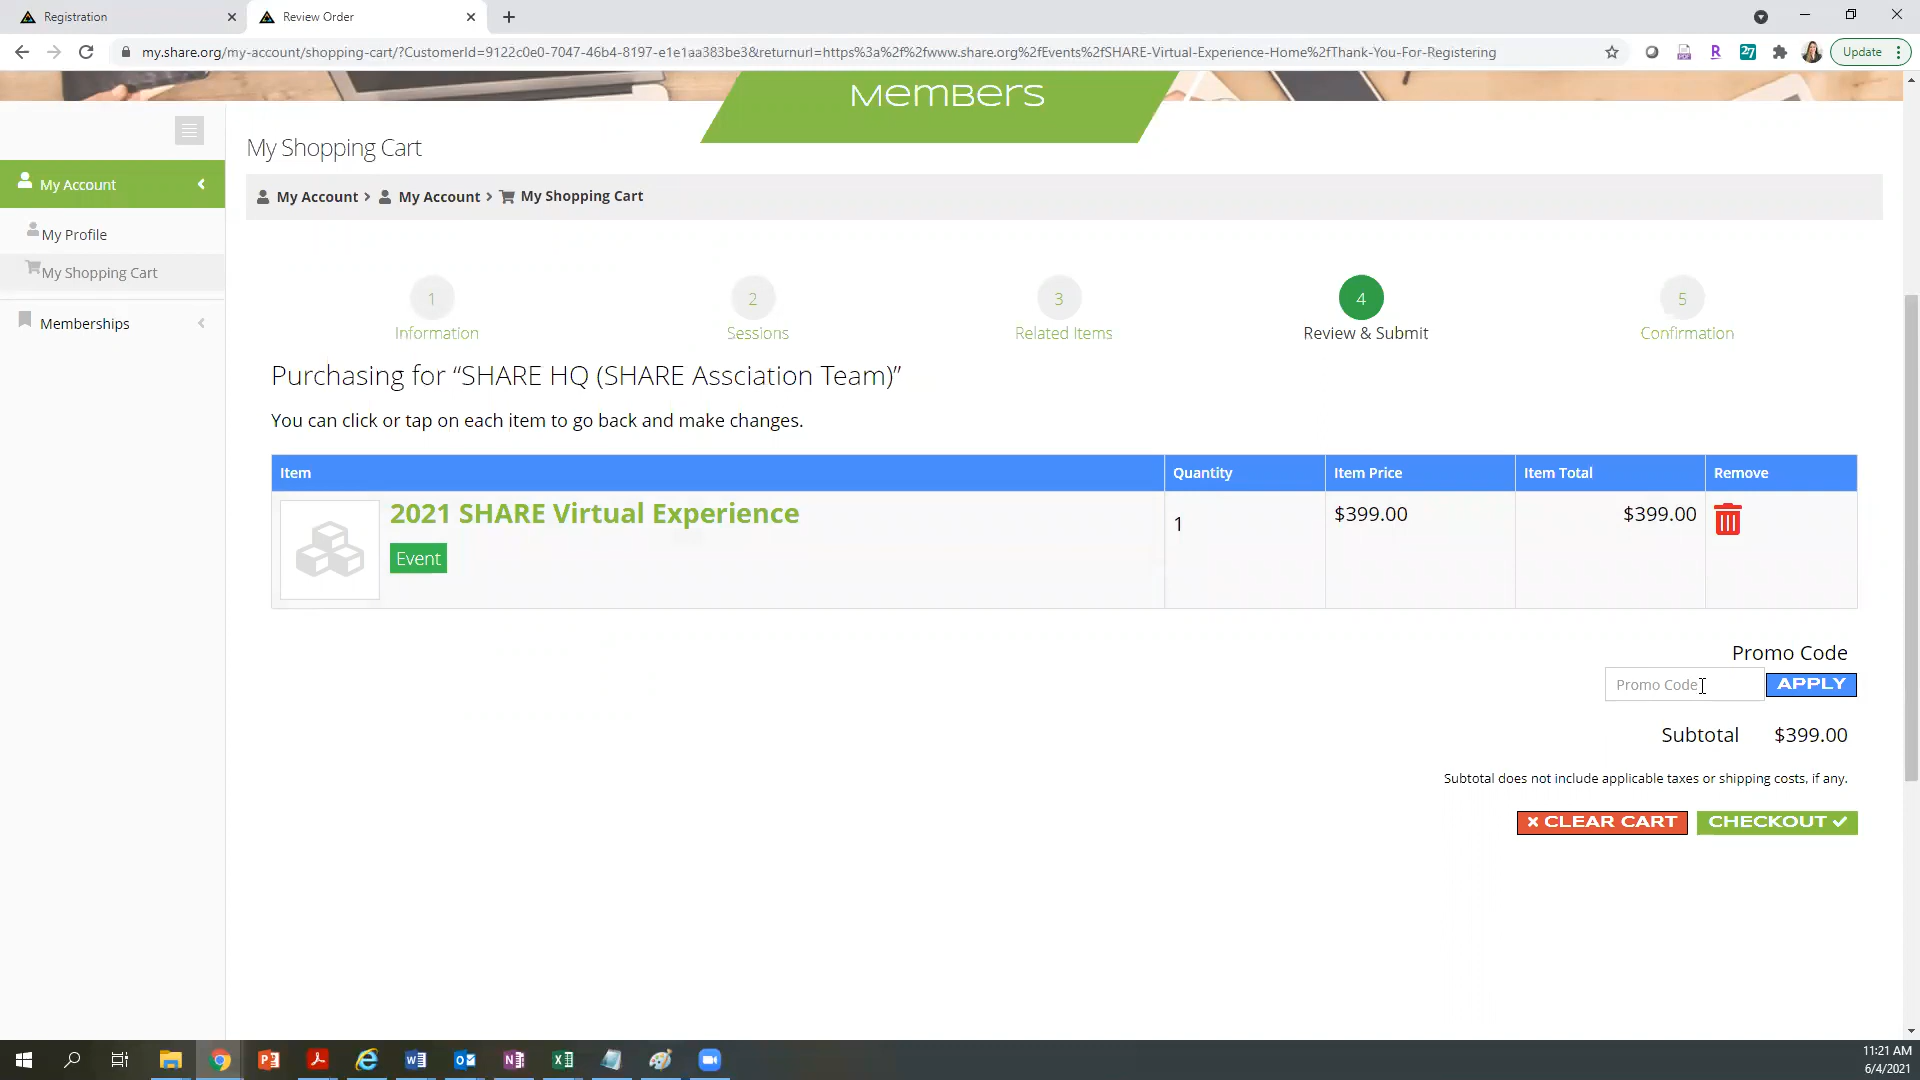 Registration
Review Order
my.share.org/my-account/shopping-cart/?CustomerId=9122c0e0-7047-46b4-8197-e1e1aa383be3&returnurl=https%3a%2f%2fwww.share.org%2fEvents%2fSHARE-Virtual-Experience-Home%2fThank-You-For-Registering
Update
Members
My Shopping Cart
My Account
My Account > My Account > My Shopping Cart
My Profile
My Shopping Cart
Memberships
1 2 3 4 5
Information Sessions Related Items Review & Submit Confirmation
Purchasing for “SHARE HQ (SHARE Assciation Team)”
You can click or tap on each item to go back and make changes.
Item Quantity Item Price Item Total Remove
2021 SHARE Virtual Experience 1 $399.00 $399.00
Event
Promo Code
Promo Code APPLY
Subtotal $399.00
Subtotal does not include applicable taxes or shipping costs, if any.
CLEAR CART CHECKOUT
11:21 AM
6/4/2021